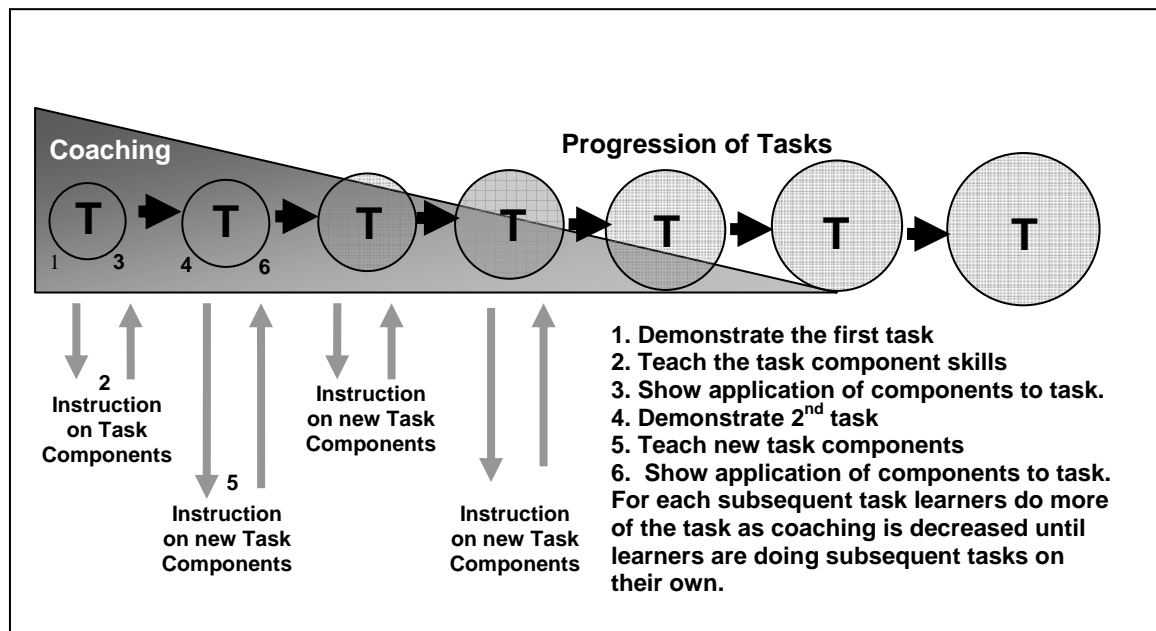 Coaching
Progression of Tasks
T T T T T T T
1 3 4 6
2
Instruction
on Task
Components
5
Instruction
on new Task
Components
Instruction
on new Task
Components
Instruction
on new Task
Components
1. Demonstrate the first task
2. Teach the task component skills
3. Show application of components to task.
4. Demonstrate 2nd task
5. Teach new task components
6. Show application of components to task.
For each subsequent task learners do more
of the task as coaching is decreased until
learners are doing subsequent tasks on
their own.